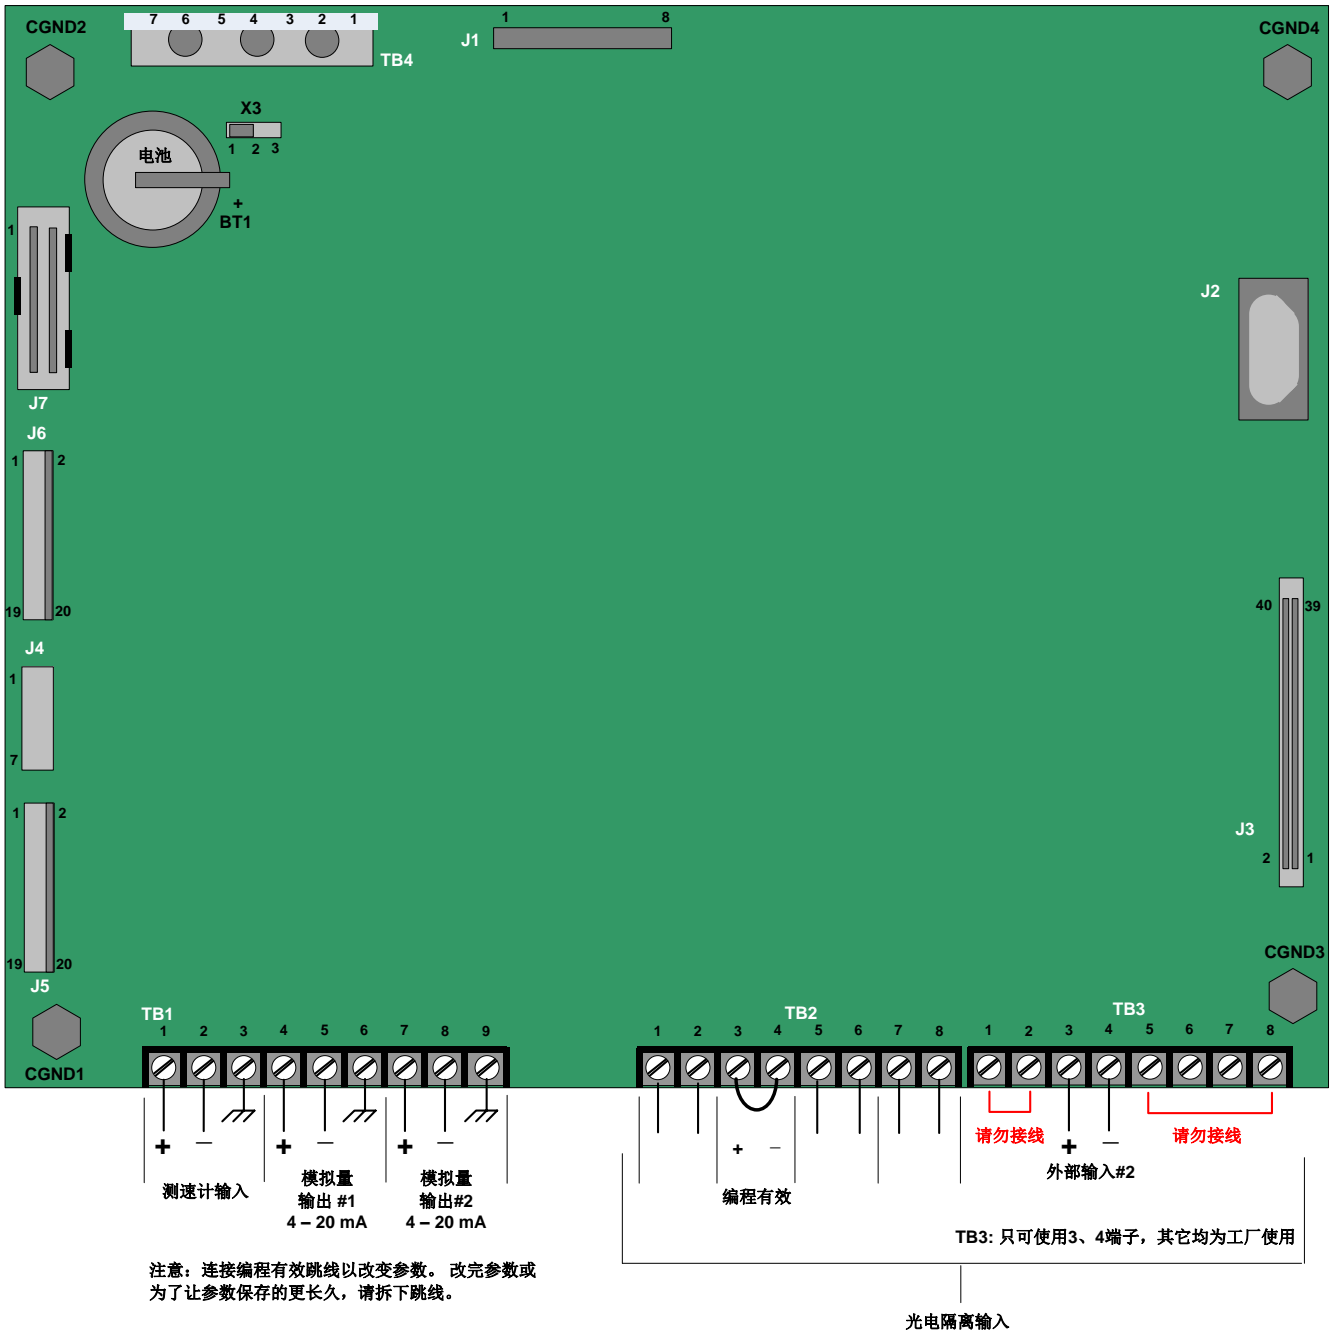 CGND2
7 6 5 4 3 2 1
TB4
J1
1 8
CGND4
X3
1 2 3
电池
+
BT1
1
J7
J2
J6
1 2
19 20
J4
1
7
40 39
J3
2 1
1 2
19 20
J5
CGND3
CGND1
TB1
1 2 3 4 5 6 7 8 9
TB2
1 2 3 4 5 6 7 8
TB3
1 2 3 4 5 6 7 8
+ −
测速计输入
+ −
模拟量
输出 #1
4 – 20 mA
+ −
模拟量
输出#2
4 – 20 mA
+ −
编程有效
请勿接线
+ −
外部输入#2
请勿接线
TB3: 只可使用3、4端子，其它均为工厂使用
注意：连接编程有效跳线以改变参数。 改完参数或
为了让参数保存的更长久，请拆下跳线。
光电隔离输入